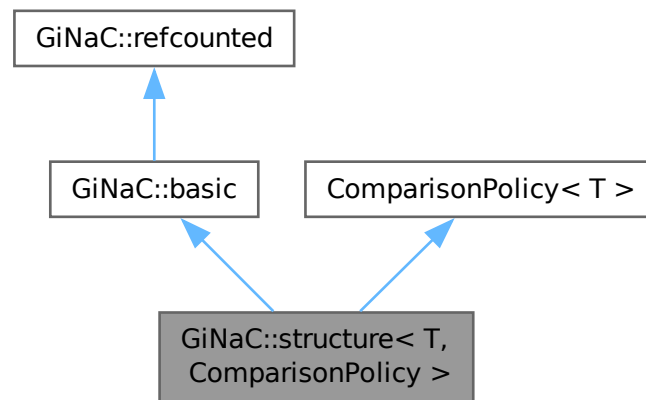 GiNaC::refcounted
GiNaC::basic
ComparisonPolicy< T >
GiNaC::structure< T,
ComparisonPolicy >